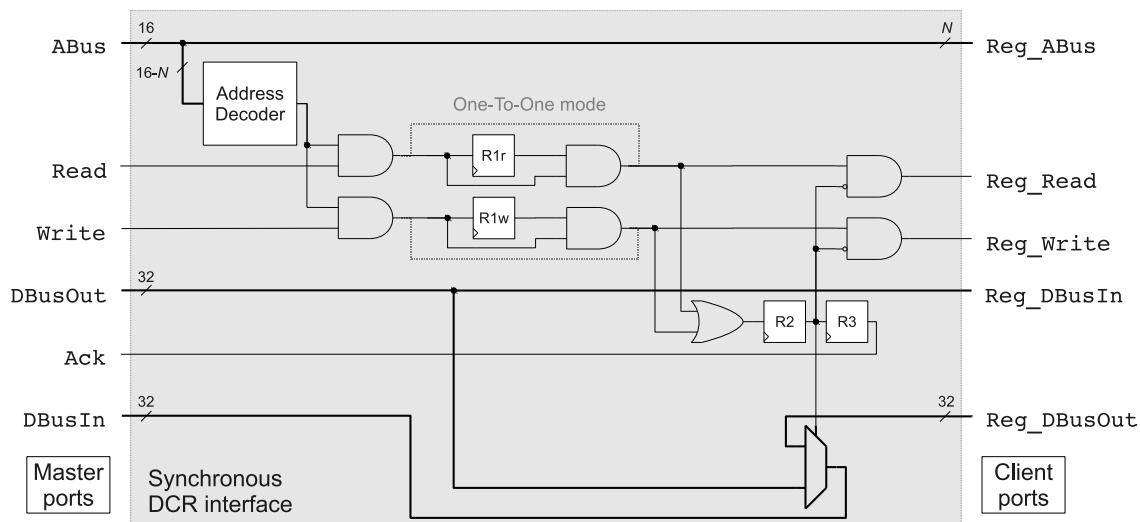 16
N
ABus
Reg_ABus
16-N
Address
Decoder
One-To-One mode
R1r
Read
Reg_Read
R1w
Write
Reg_Write
32
DBusOut
Reg_DBusIn
R2
R3
Ack
32
32
DBusIn
Reg_DBusOut
Master
ports
Synchronous
DCR interface
Client
ports